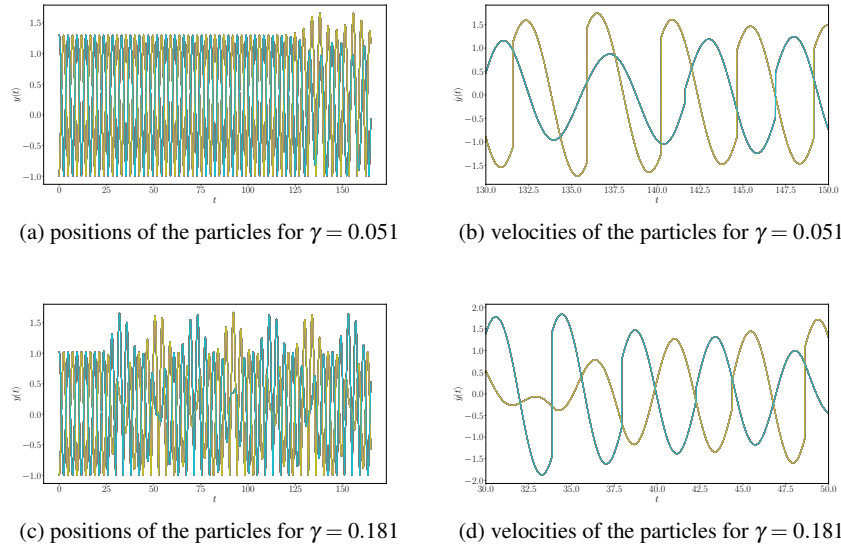 1.5
1.0
0.5
0.0
−0.5
−1.0
y(t)
0 25 50 75 100 125 150
t
1.5
1.0
0.5
0.0
−0.5
−1.0
−1.5
ẏ(t)
130.0 132.5 135.0 137.5 140.0 142.5 145.0 147.5 150.0
t
(a) positions of the particles for γ = 0.051
(b) velocities of the particles for γ = 0.051
1.5
1.0
0.5
0.0
−0.5
−1.0
y(t)
0 25 50 75 100 125 150
t
2.0
1.5
1.0
0.5
0.0
−0.5
−1.0
−1.5
−2.0
ẏ(t)
30.0 32.5 35.0 37.5 40.0 42.5 45.0 47.5 50.0
t
(c) positions of the particles for γ = 0.181
(d) velocities of the particles for γ = 0.181